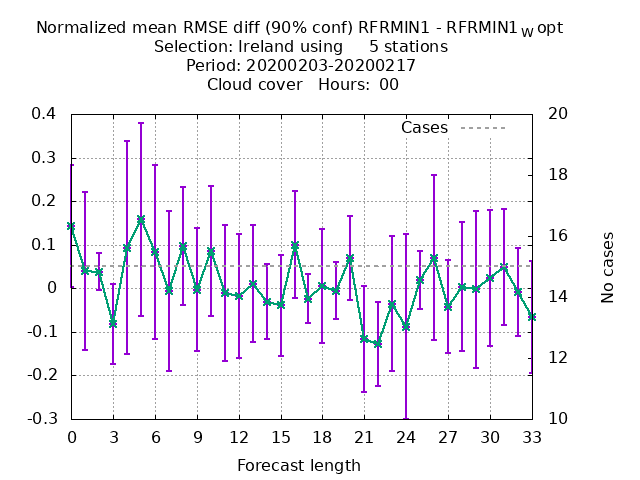 Normalized mean RMSE diff (90% conf) RFRMIN1 - RFRMIN1 W opt
Selection: Ireland using 5 stations
Period: 20200203-20200217
Cloud cover Hours: 00
Cases
0.4
0.3
0.2
0.1
0
-0.1
-0.2
-0.3
20
18
16
14
12
10
No cases
0 3 6 9 12 15 18 21 24 27 30 33
Forecast length